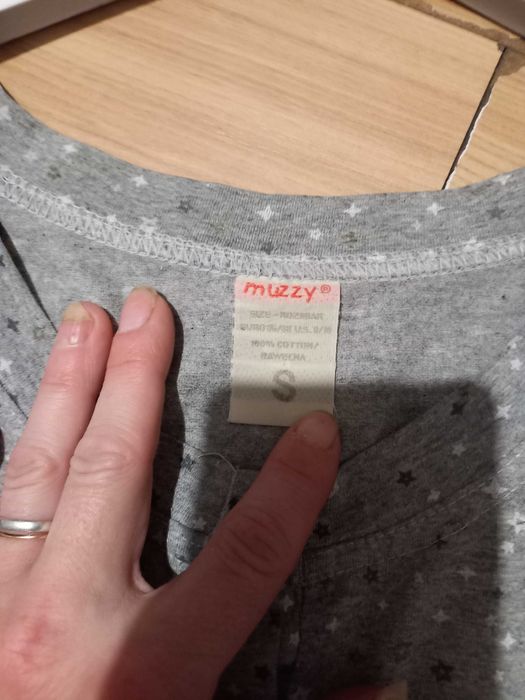 muzzy®
SIZE - ROZMIAR
100% COTTON/
BAWEŁNA
S